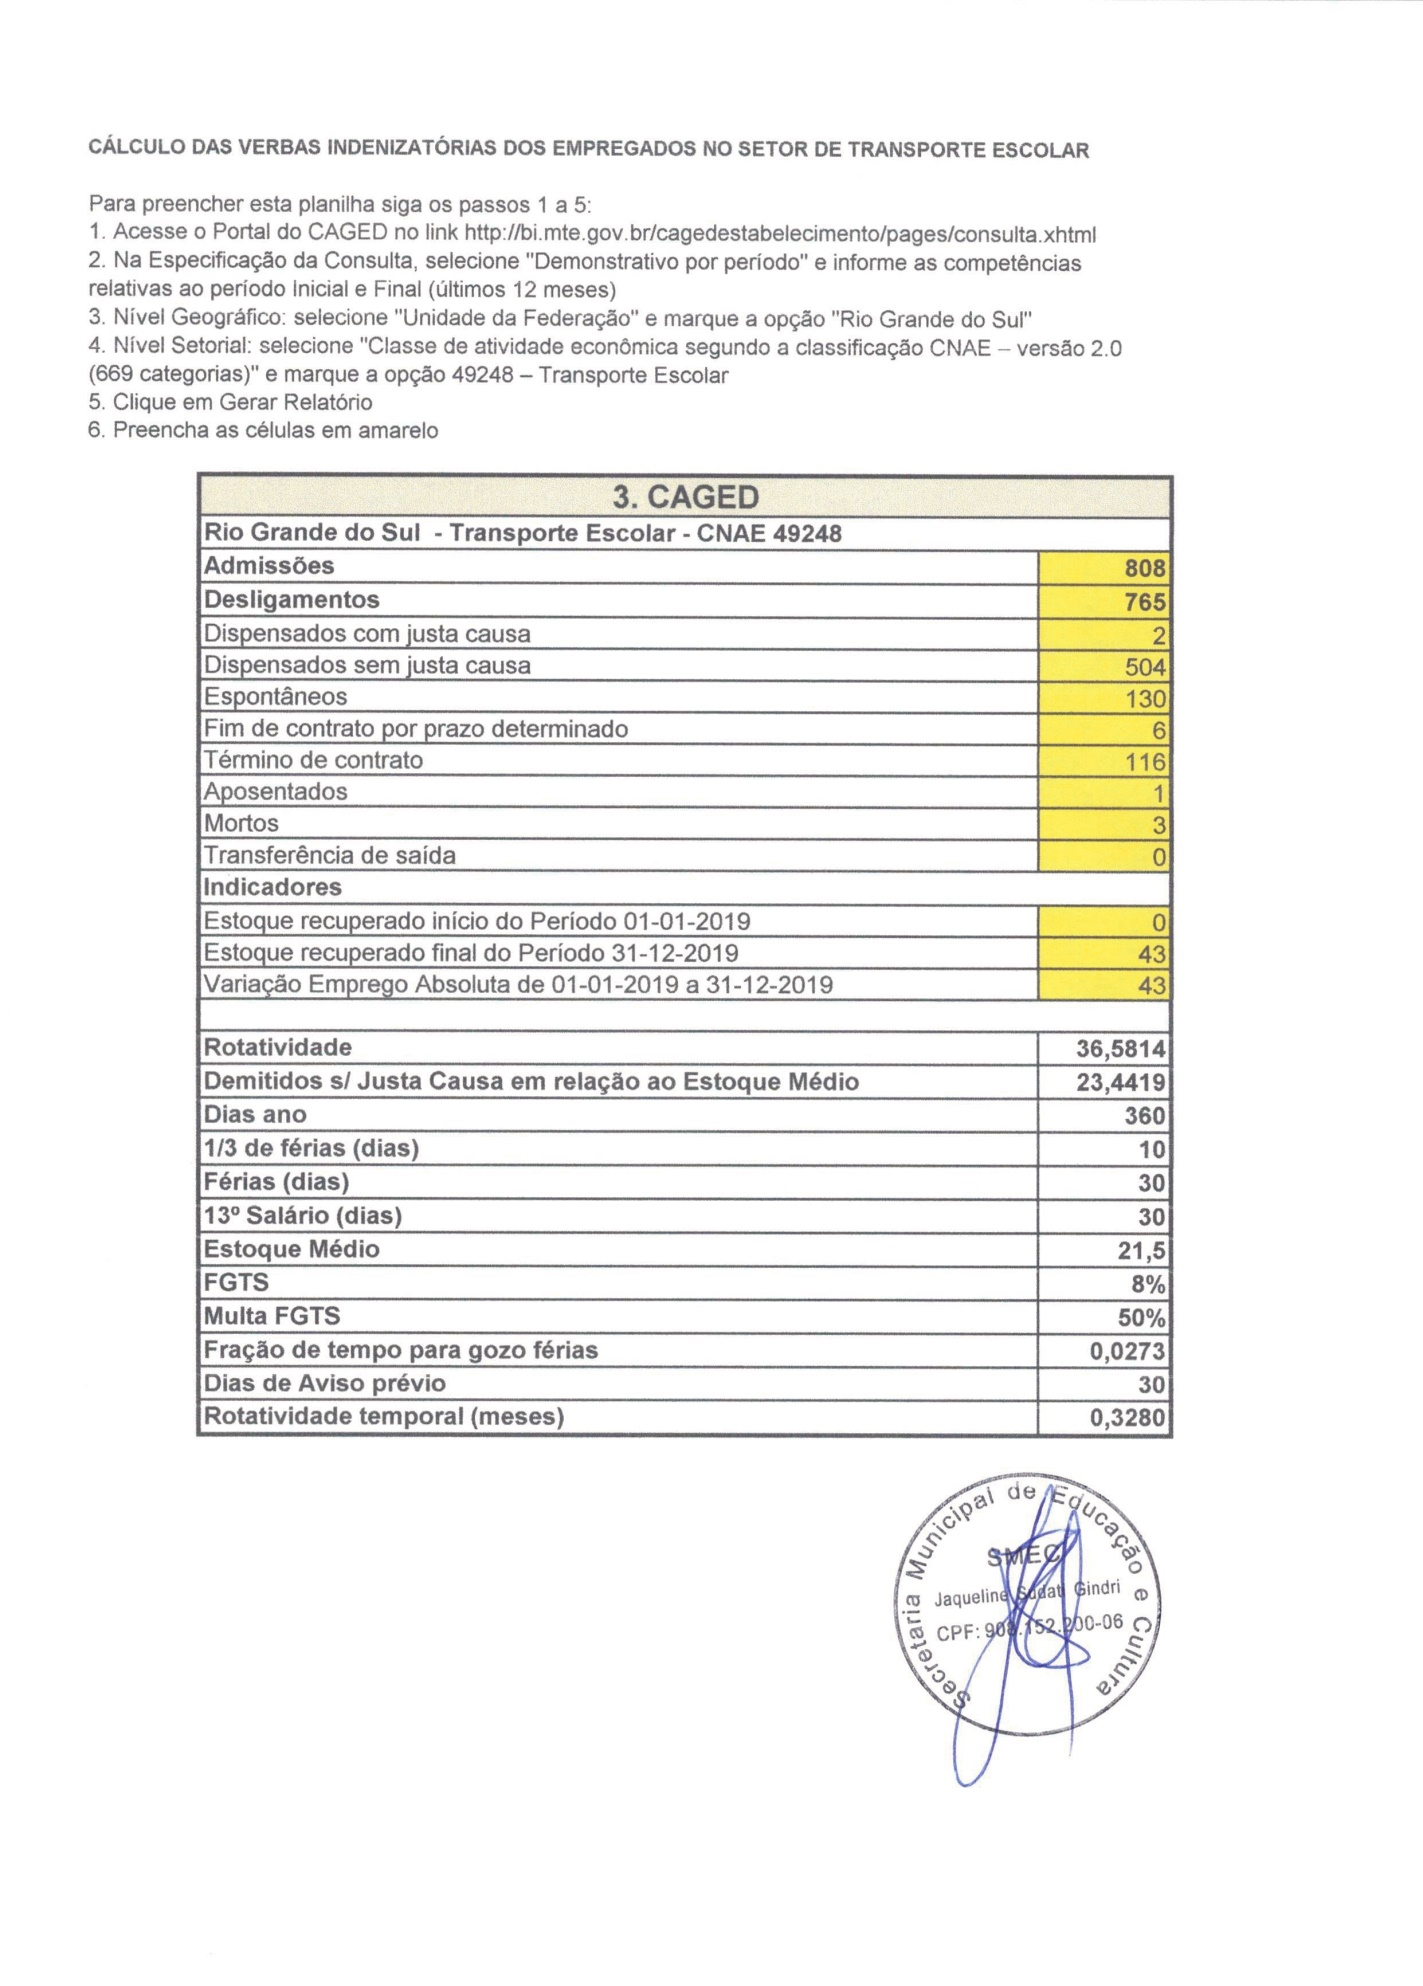 CÁLCULO DAS VERBAS INDENIZATÓRIAS DOS EMPREGADOS NO SETOR DE TRANSPORTE ESCOLAR
Para preencher esta planilha siga os passos 1 a 5:
1. Acesse o Portal do CAGED no link http://bi.mte.gov.br/cagedestabelecimento/pages/consulta.xhtml
2. Na Especificação da Consulta, selecione "Demonstrativo por período" e informe as competências
relativas ao período Inicial e Final (últimos 12 meses)
3. Nível Geográfico: selecione "Unidade da Federação" e marque a opção "Rio Grande do Sul"
4. Nível Setorial: selecione "Classe de atividade econômica segundo a classificação CNAE – versão 2.0
(669 categorias)" e marque a opção 49248 – Transporte Escolar
5. Clique em Gerar Relatório
6. Preencha as células em amarelo
3. CAGED
Rio Grande do Sul - Transporte Escolar - CNAE 49248
Admissões 808
Desligamentos 765
Dispensados com justa causa 2
Dispensados sem justa causa 504
Espontâneos 130
Fim de contrato por prazo determinado 6
Término de contrato 116
Aposentados 1
Mortos 3
Transferência de saída 0
Indicadores
Estoque recuperado início do Período 01-01-2019 0
Estoque recuperado final do Período 31-12-2019 43
Variação Emprego Absoluta de 01-01-2019 a 31-12-2019 43
Rotatividade 36,5814
Demitidos s/ Justa Causa em relação ao Estoque Médio 23,4419
Dias ano 360
1/3 de férias (dias) 10
Férias (dias) 30
13º Salário (dias) 30
Estoque Médio 21,5
FGTS 8%
Multa FGTS 50%
Fração de tempo para gozo férias 0,0273
Dias de Aviso prévio 30
Rotatividade temporal (meses) 0,3280
Secretaria Municipal de Educação e Cultura
SMEC
Jaqueline Sudati Gindri
CPF: 908.152.200-06